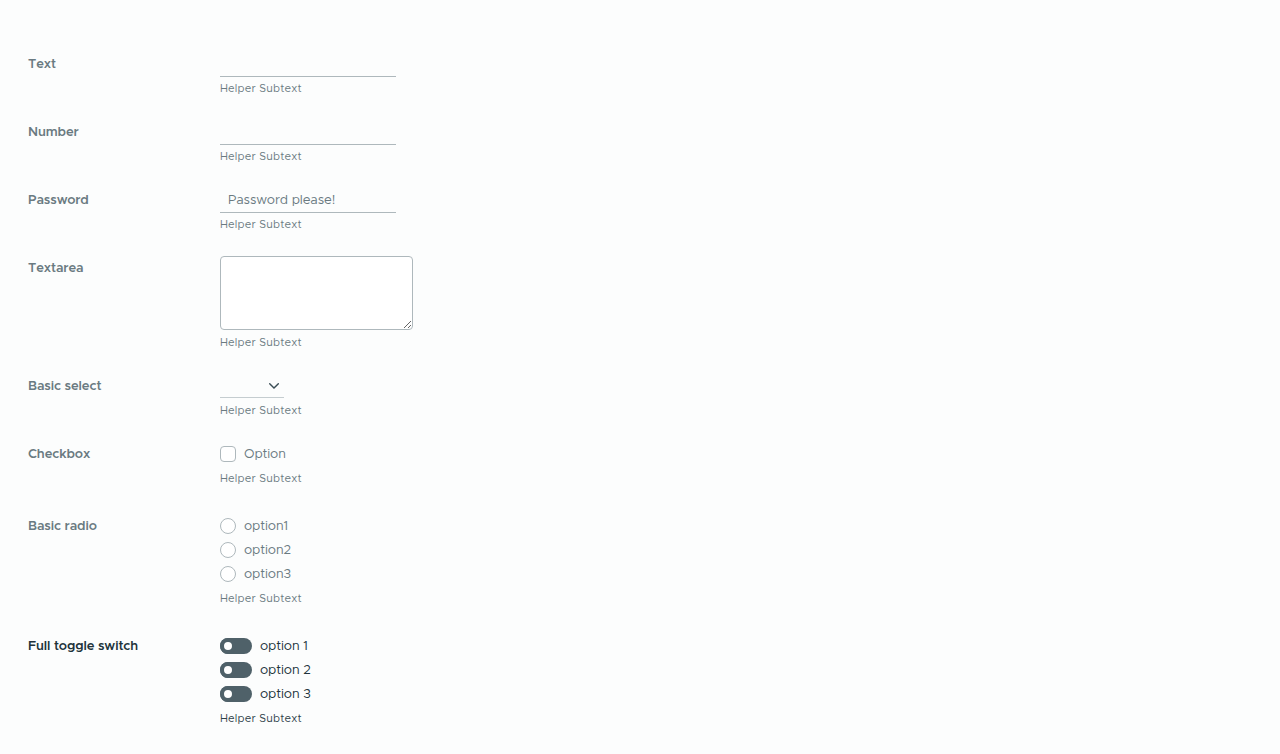 Text
Helper Subtext
Number
Helper Subtext
Password Password please!
Helper Subtext
Textarea
Helper Subtext
Basic select
Helper Subtext
Checkbox Option
Helper Subtext
Basic radio option1
option2
option3
Helper Subtext
Full toggle switch option 1
option 2
option 3
Helper Subtext